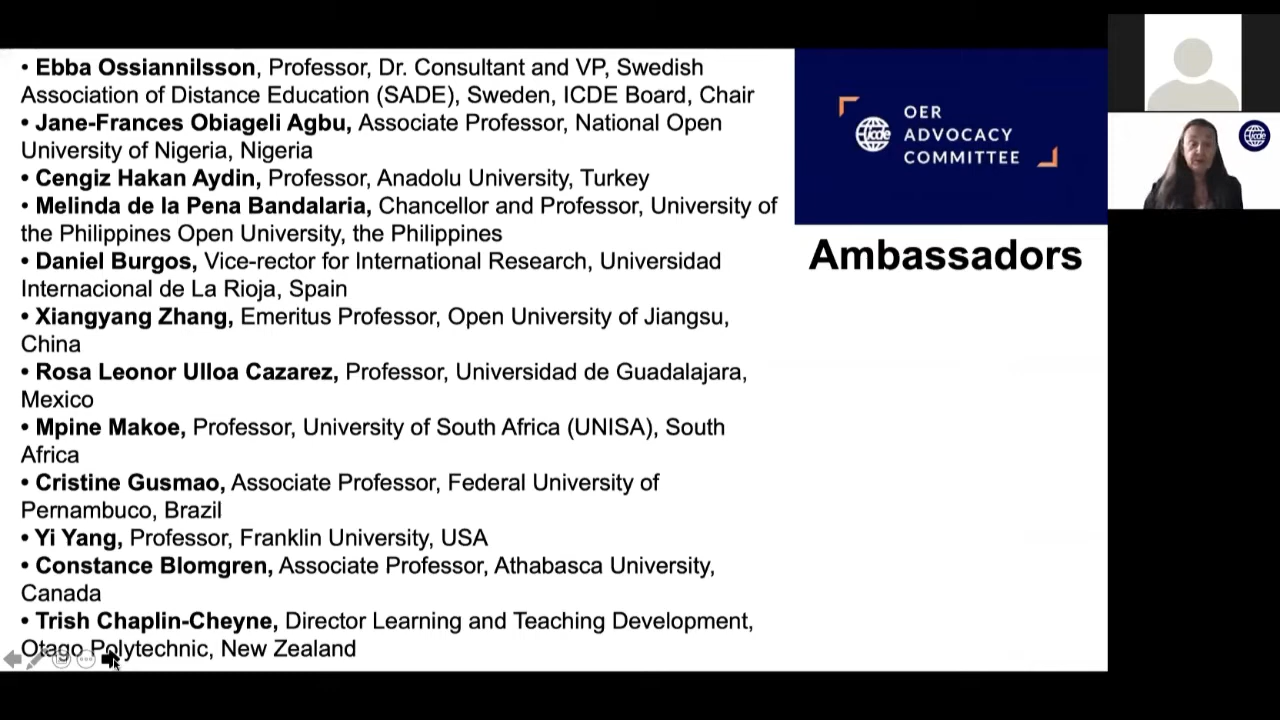 • Ebba Ossiannilsson, Professor, Dr. Consultant and VP, Swedish
Association of Distance Education (SADE), Sweden, ICDE Board, Chair
• Jane-Frances Obiageli Agbu, Associate Professor, National Open
University of Nigeria, Nigeria
• Cengiz Hakan Aydin, Professor, Anadolu University, Turkey
• Melinda de la Pena Bandalaria, Chancellor and Professor, University of
the Philippines Open University, the Philippines
• Daniel Burgos, Vice-rector for International Research, Universidad
Internacional de La Rioja, Spain
• Xiangyang Zhang, Emeritus Professor, Open University of Jiangsu,
China
• Rosa Leonor Ulloa Cazarez, Professor, Universidad de Guadalajara,
Mexico
• Mpine Makoe, Professor, University of South Africa (UNISA), South
Africa
• Cristine Gusmao, Associate Professor, Federal University of
Pernambuco, Brazil
• Yi Yang, Professor, Franklin University, USA
• Constance Blomgren, Associate Professor, Athabasca University,
Canada
• Trish Chaplin-Cheyne, Director Learning and Teaching Development,
Otago Polytechnic, New Zealand
icde
OER
ADVOCACY
COMMITTEE
Ambassadors
icde